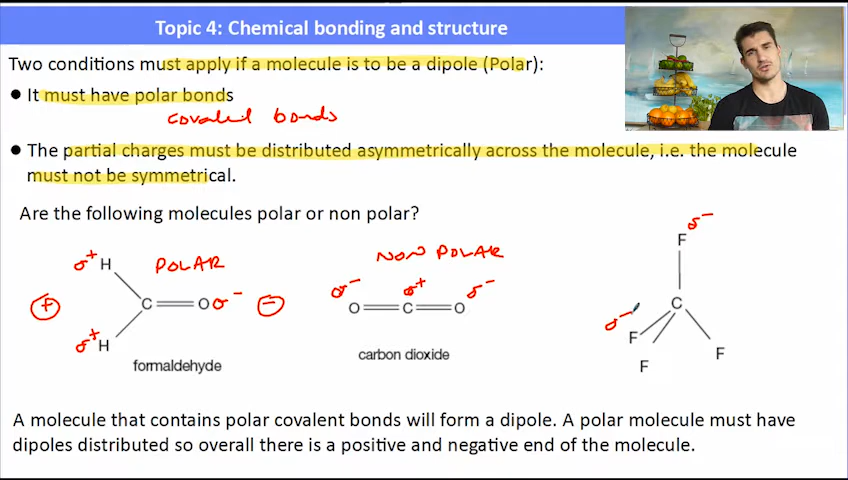 Topic 4: Chemical bonding and structure
Two conditions must apply if a molecule is to be a dipole (Polar):
● It must have polar bonds
covalent bonds
● The partial charges must be distributed asymmetrically across the molecule, i.e. the molecule
must not be symmetrical.
Are the following molecules polar or non polar?
δ+ H POLAR
+ C O δ- -
δ+ H
formaldehyde
NON POLAR
δ- δ+ δ-
O C O
carbon dioxide
δ-
F
C
δ-
F
F F
A molecule that contains polar covalent bonds will form a dipole. A polar molecule must have
dipoles distributed so overall there is a positive and negative end of the molecule.